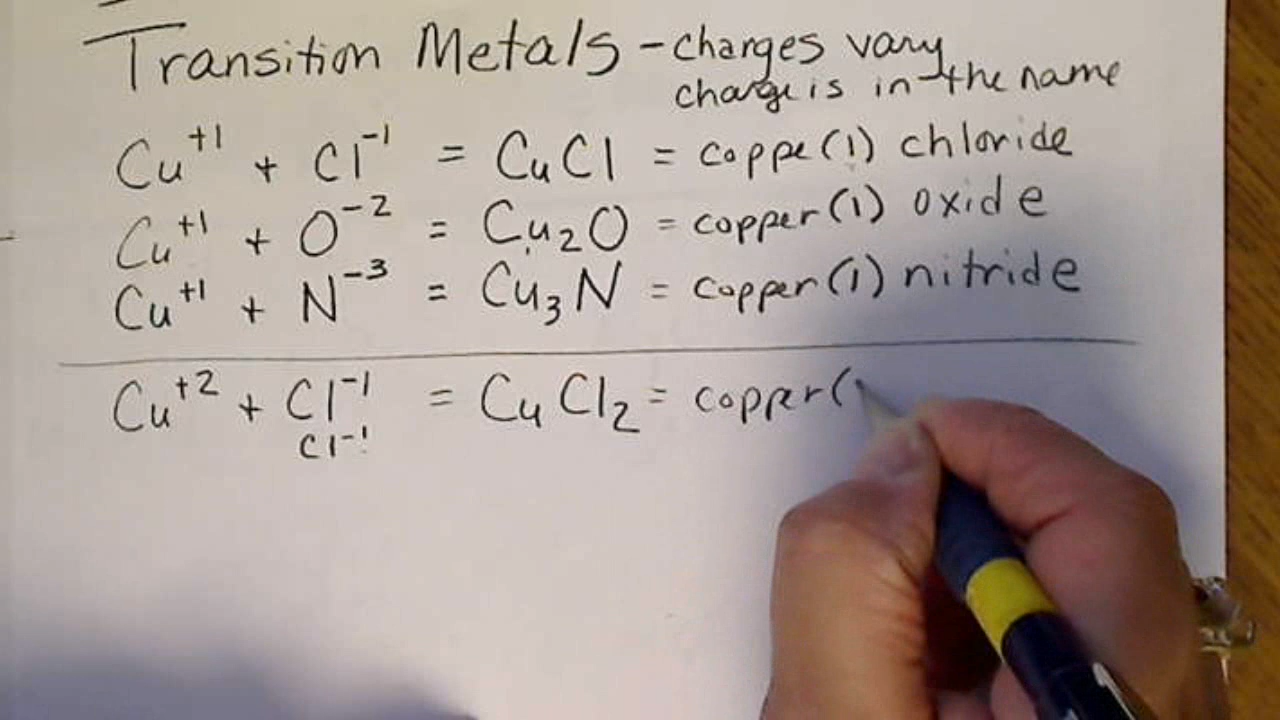 Transition Metals - charges vary
charge is in the name
Cu⁺¹ + Cl⁻¹ = CuCl = coppe(1) chloride
Cu⁺¹ + O⁻² = Cu₂O = copper(1) oxide
Cu⁺¹ + N⁻³ = Cu₃N = copper(1) nitride
Cu⁺² + Cl⁻¹ = CuCl₂ = copper(
Cl⁻¹